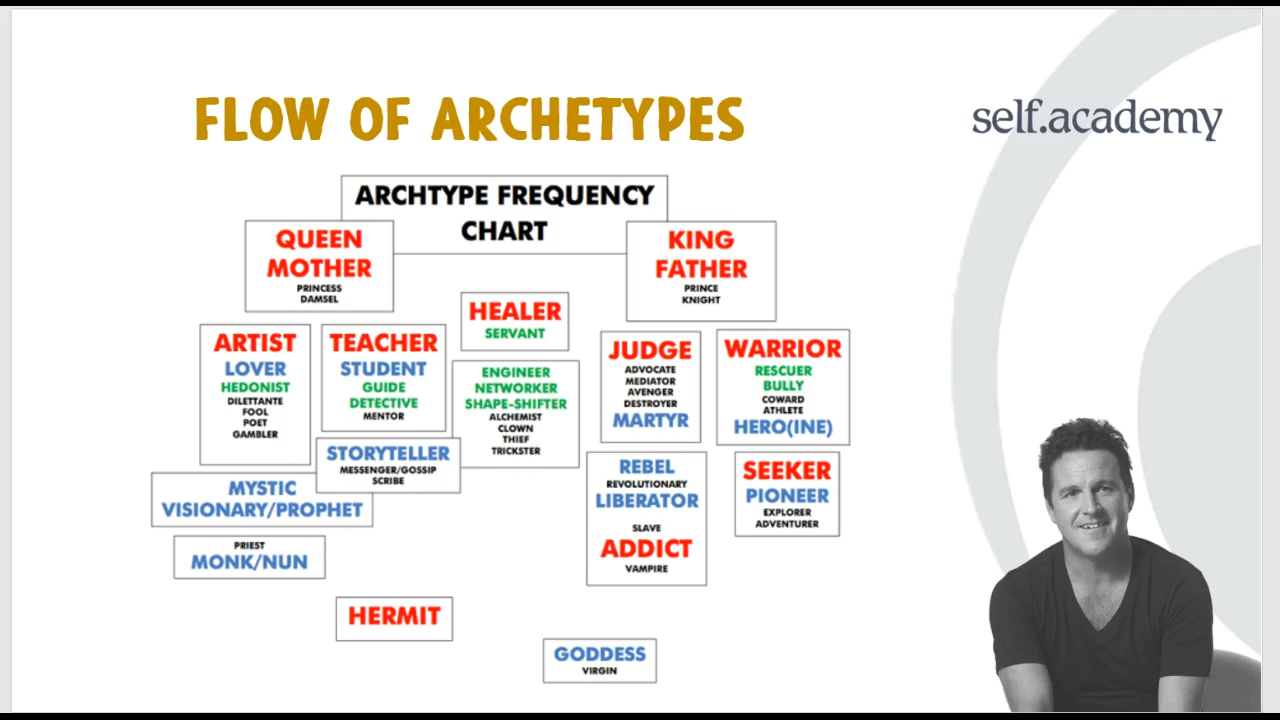 FLOW OF ARCHETYPES
self.academy
ARCHTYPE FREQUENCY
CHART
QUEEN
MOTHER
PRINCESS
DAMSEL
KING
FATHER
PRINCE
KNIGHT
HEALER
SERVANT
ARTIST
LOVER
HEDONIST
DILETTANTE
FOOL
POET
GAMBLER
TEACHER
STUDENT
GUIDE
DETECTIVE
MENTOR
ENGINEER
NETWORKER
SHAPE-SHIFTER
ALCHEMIST
CLOWN
THIEF
TRICKSTER
JUDGE
ADVOCATE
MEDIATOR
AVENGER
DESTROYER
MARTYR
WARRIOR
RESCUER
BULLY
COWARD
ATHLETE
HERO(INE)
STORYTELLER
MESSENGER/GOSSIP
SCRIBE
MYSTIC
VISIONARY/PROPHET
REBEL
REVOLUTIONARY
LIBERATOR
SLAVE
ADDICT
VAMPIRE
SEEKER
PIONEER
EXPLORER
ADVENTURER
PRIEST
MONK/NUN
HERMIT
GODDESS
VIRGIN